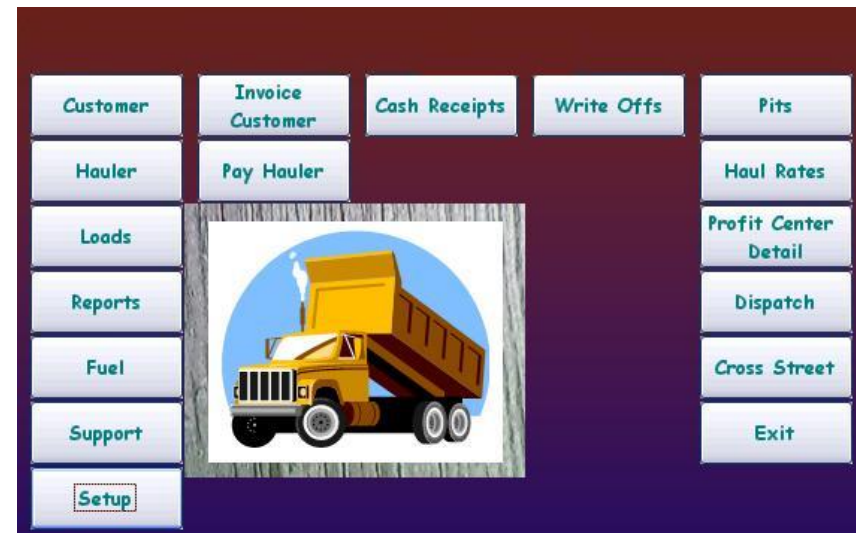 Customer
Invoice
Customer
Cash Receipts
Write Offs
Pits
Hauler
Pay Hauler
Haul Rates
Loads
Profit Center
Detail
Reports
Dispatch
Fuel
Cross Street
Support
Exit
Setup